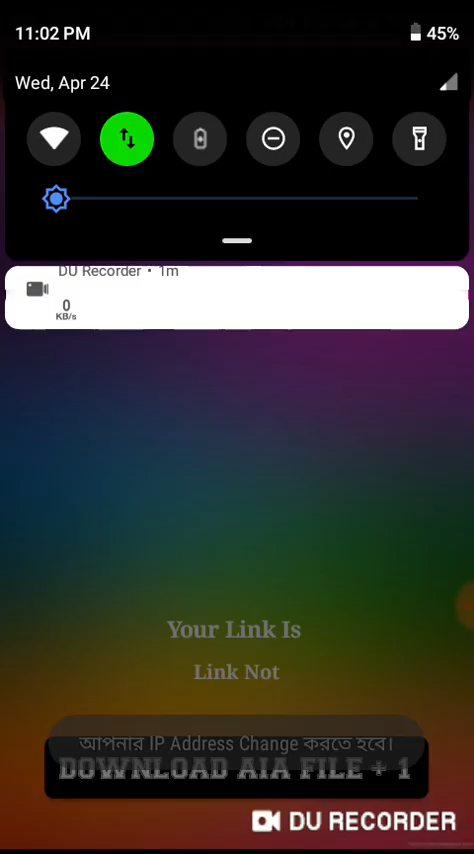 11:02 PM 45%
Wed, Apr 24
DU Recorder • 1m
0
KB/s
Your Link Is
Link Not
আপনার IP Address Change করতে হবে।
DOWNLOAD AIA FILE + 1
DU RECORDER